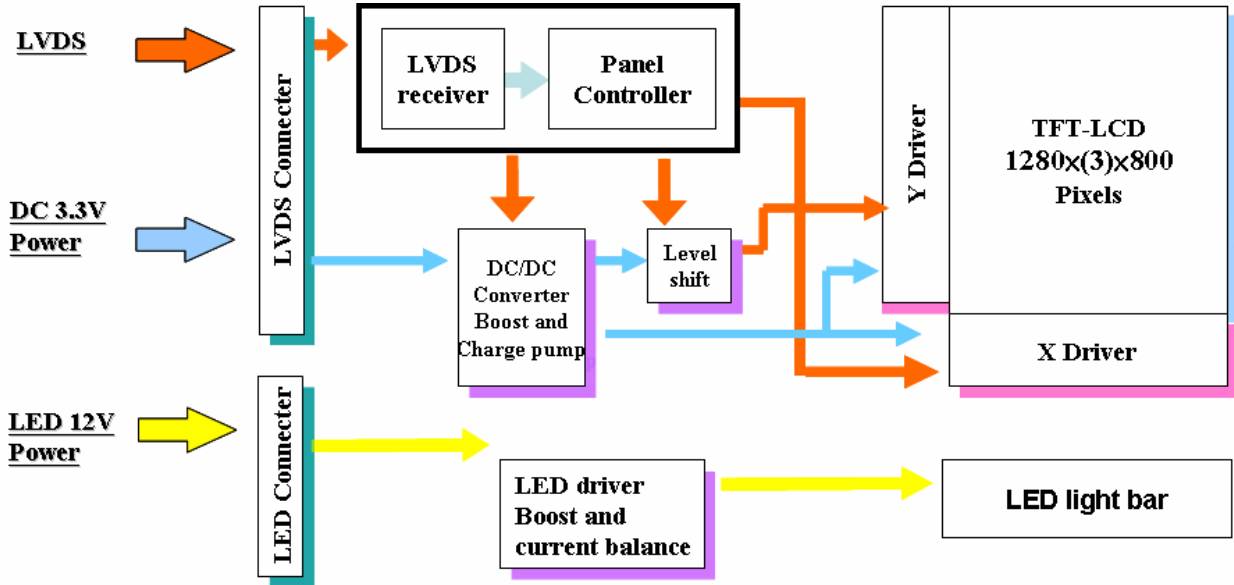 LVDS
LVDS Connecter
LVDS
receiver
Panel
Controller
Y Driver
TFT-LCD
1280×(3)×800
Pixels
DC 3.3V
Power
DC/DC
Converter
Boost and
Charge pump
Level
shift
X Driver
LED 12V
Power
LED Connecter
LED driver
Boost and
current balance
LED light bar